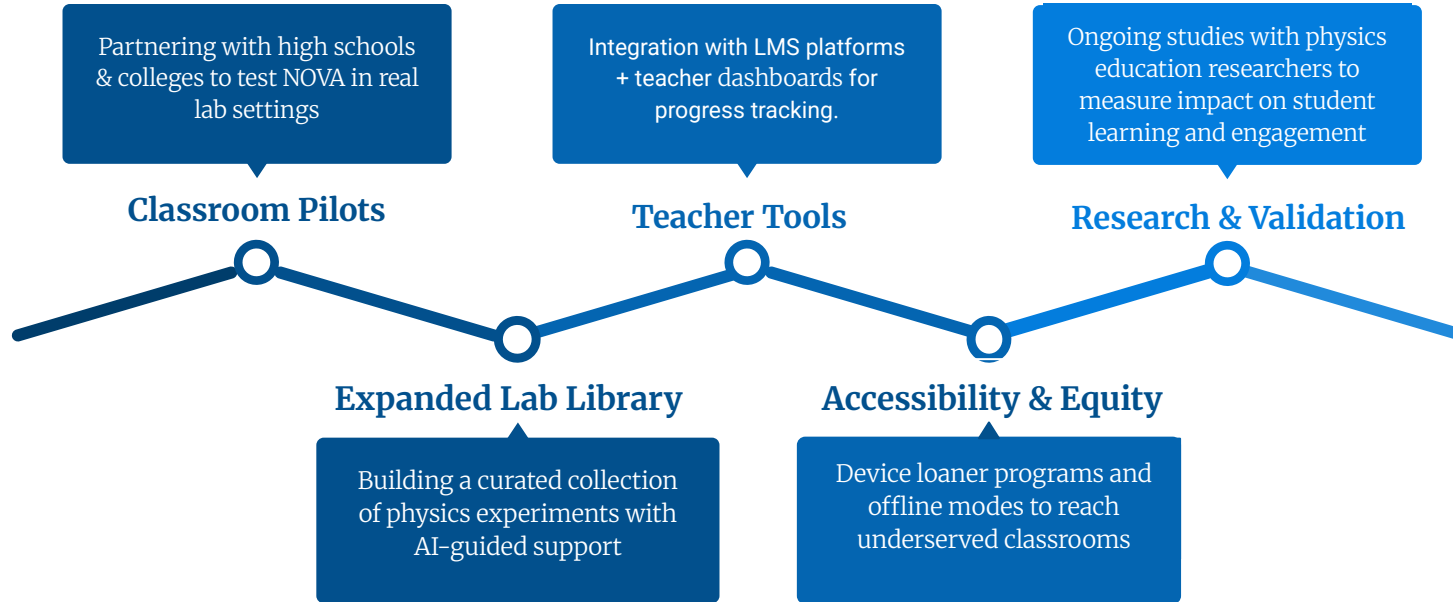 Partnering with high schools
& colleges to test NOVA in real
lab settings
Classroom Pilots
Integration with LMS platforms
+ teacher dashboards for
progress tracking.
Teacher Tools
Ongoing studies with physics
education researchers to
measure impact on student
learning and engagement
Research & Validation
Expanded Lab Library
Building a curated collection
of physics experiments with
AI-guided support
Accessibility & Equity
Device loaner programs and
offline modes to reach
underserved classrooms